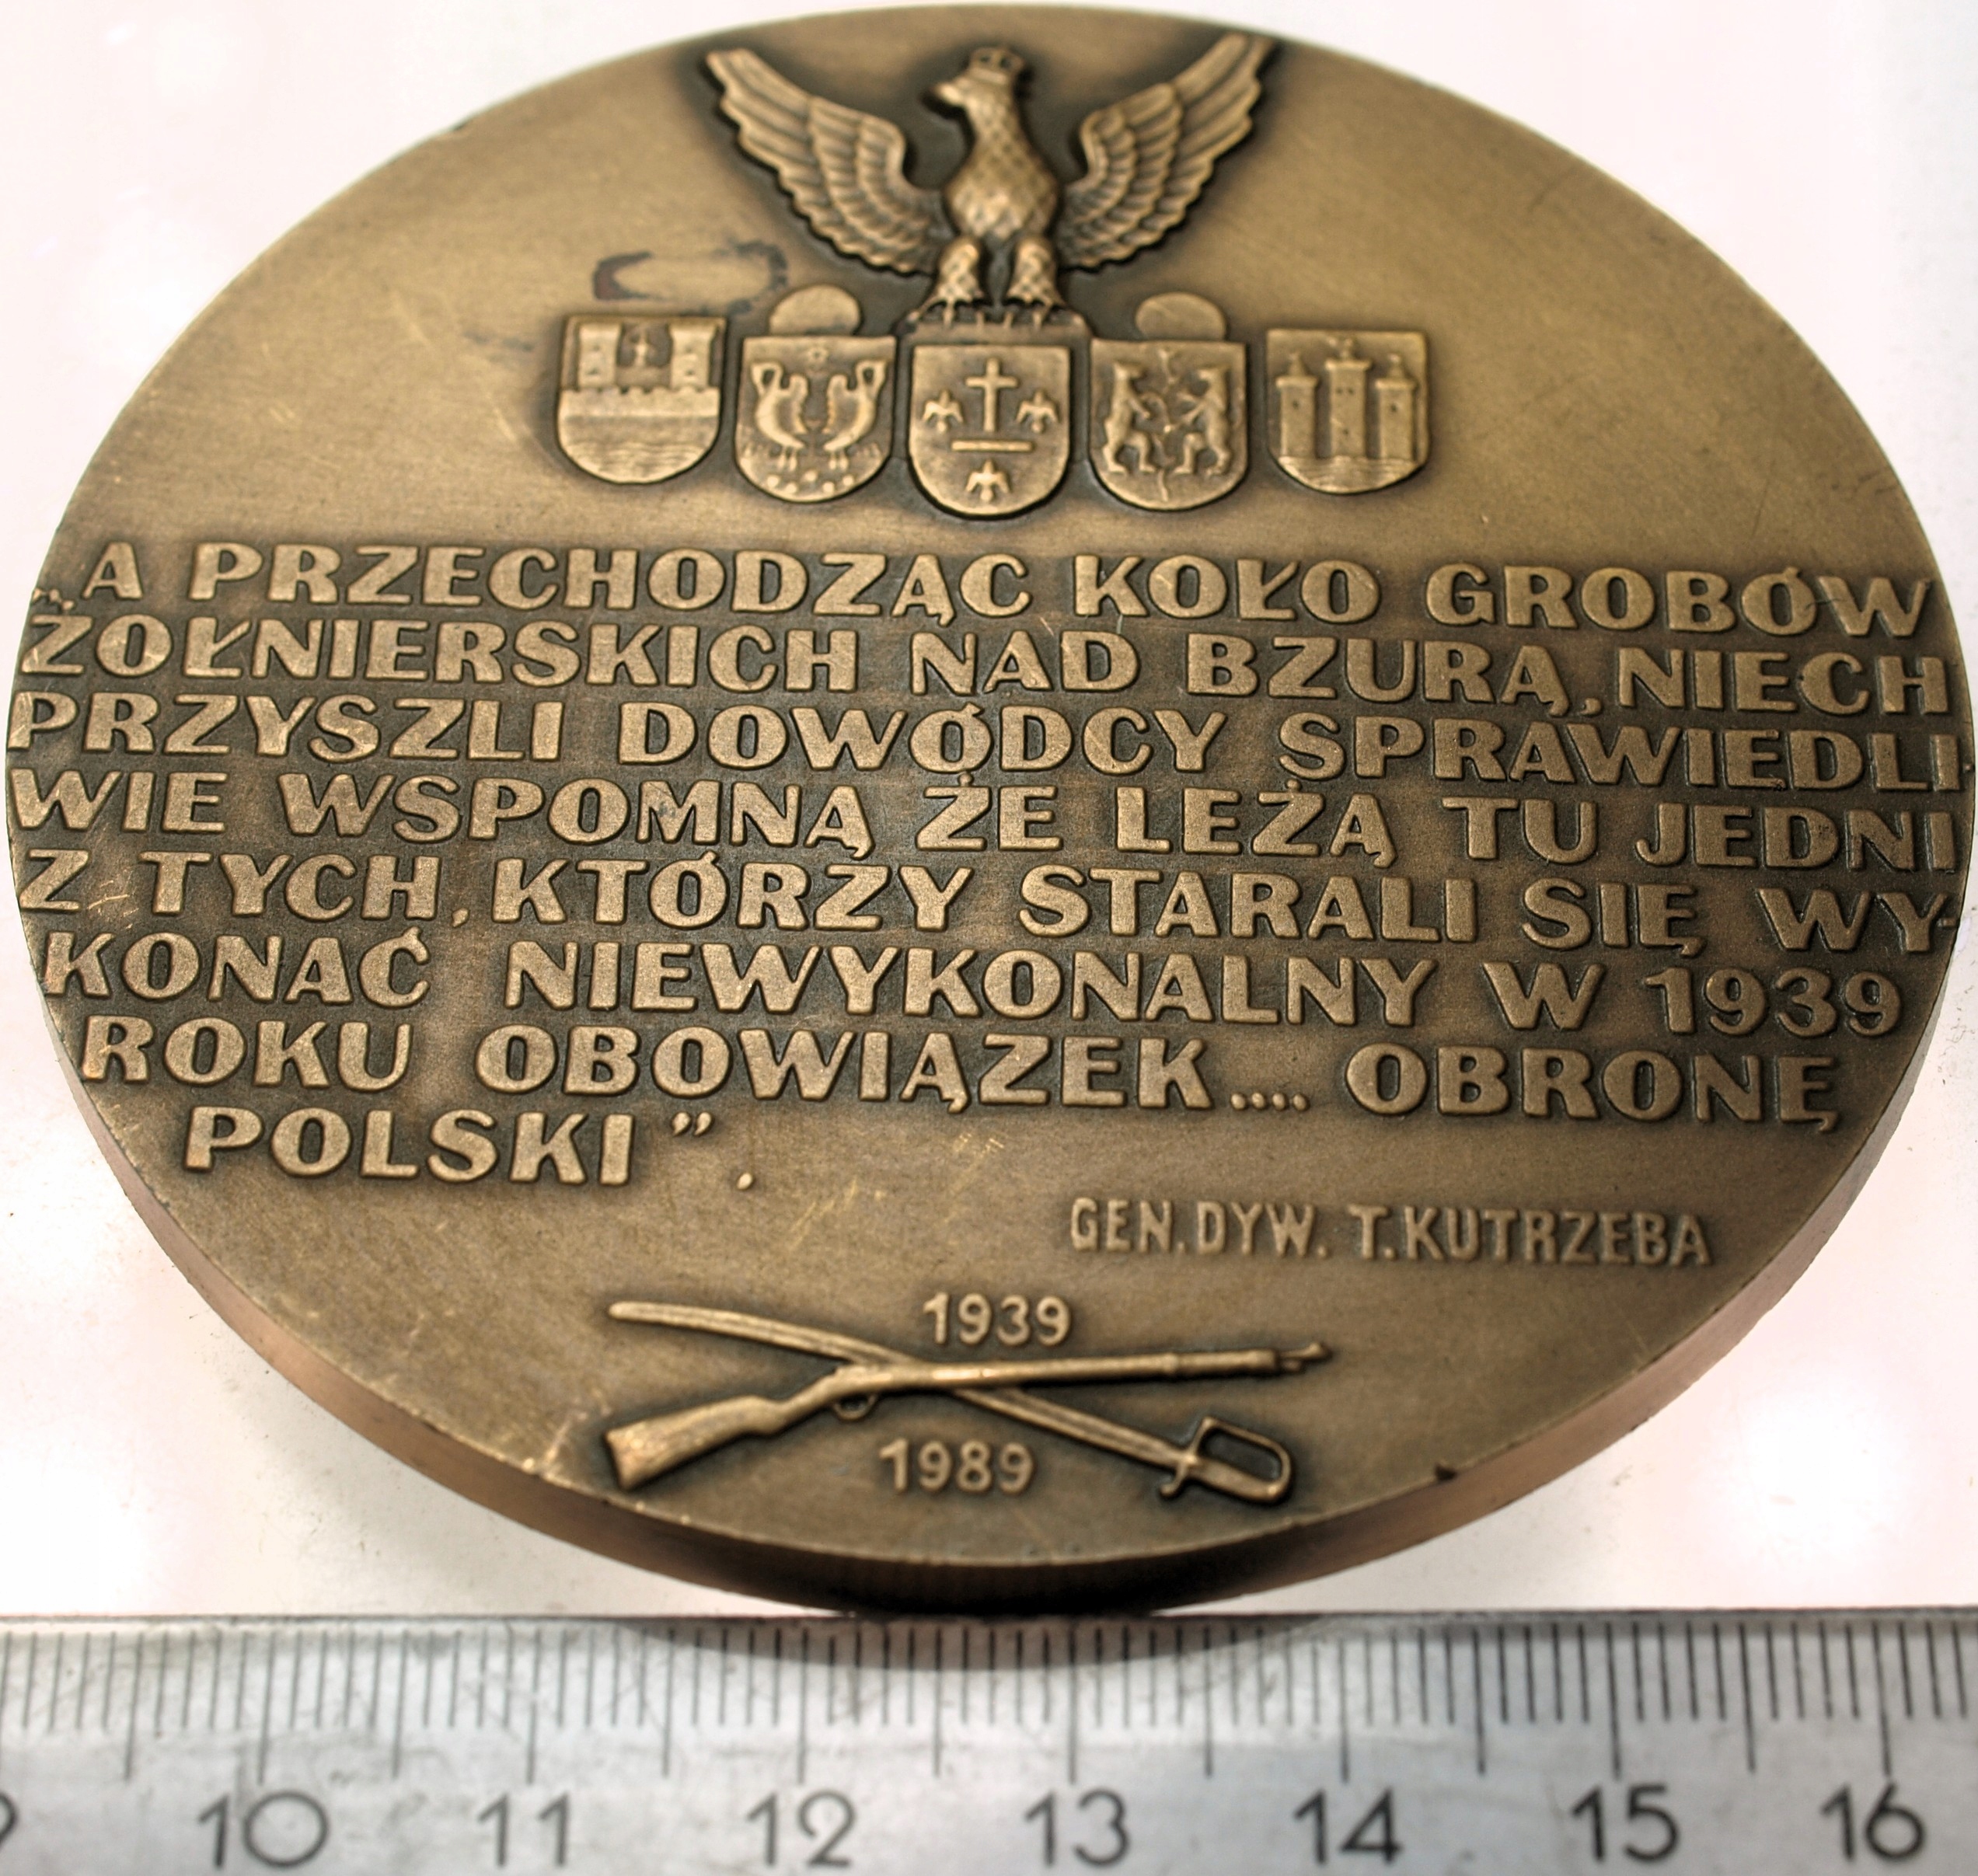 „A PRZECHODZĄC KOŁO GROBÓW
ŻOŁNIERSKICH NAD BZURĄ, NIECH
PRZYSZLI DOWÓDCY SPRAWIEDLI
WIE WSPOMNĄ ŻE LEŻĄ TU JEDNI
Z TYCH, KTÓRZY STARALI SIĘ WY-
KONAĆ NIEWYKONALNY W 1939
ROKU OBOWIĄZEK.... OBRONĘ
POLSKI”.
GEN.DYW. T.KUTRZEBA
1939
1989
9 10 11 12 13 14 15 16